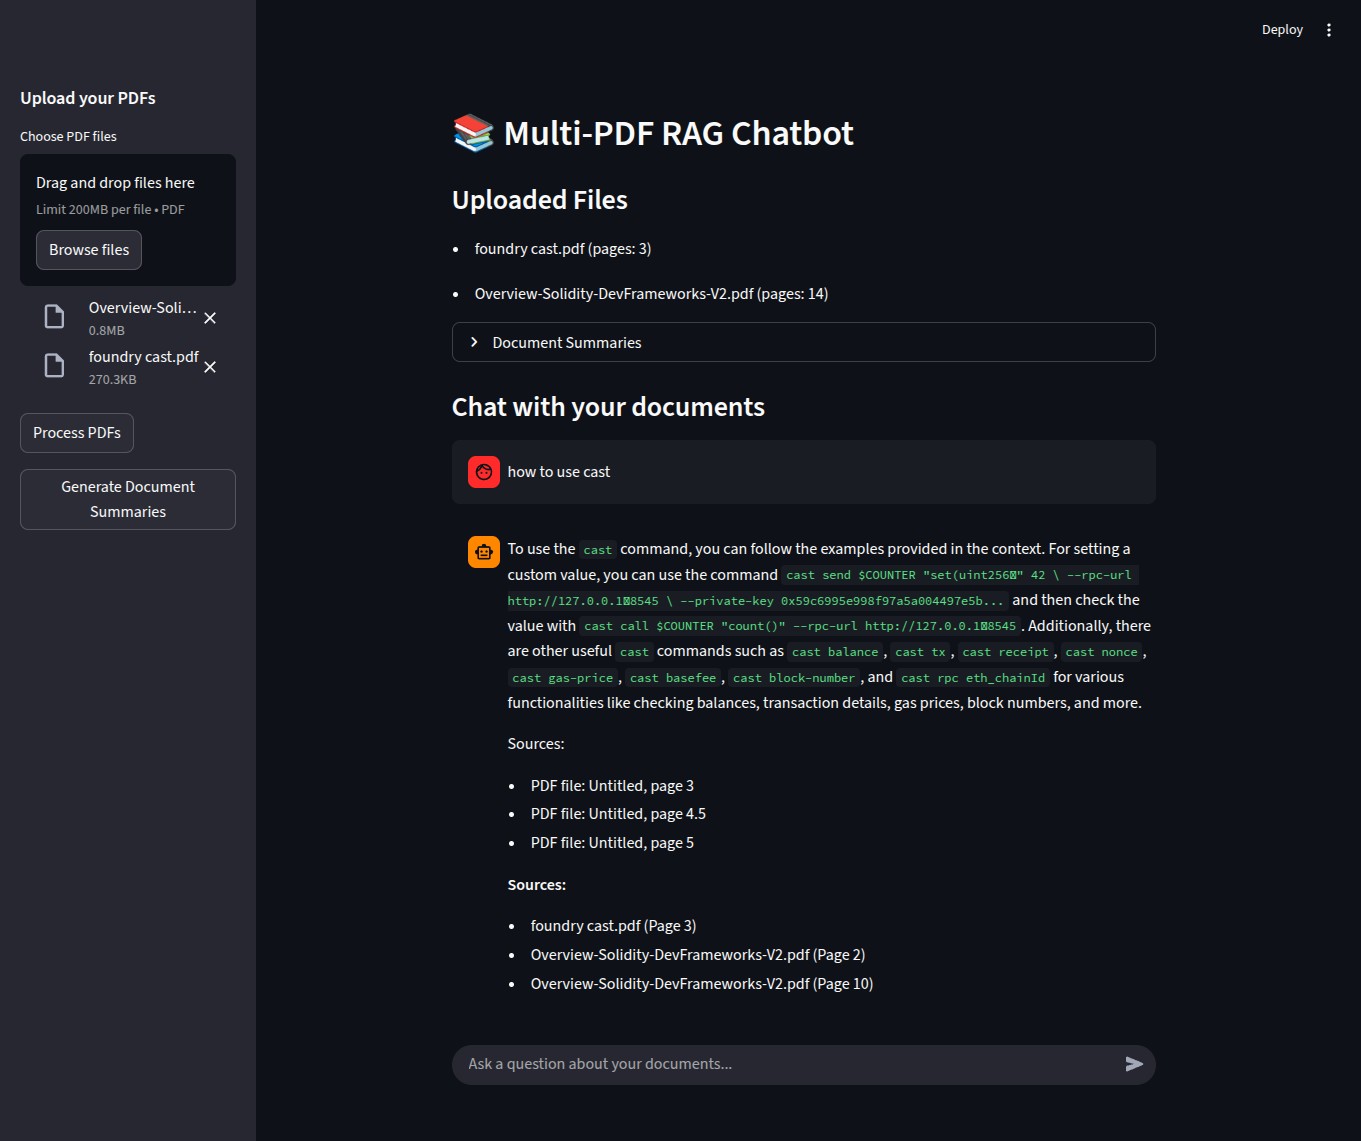 Deploy
Upload your PDFs
Choose PDF files
Drag and drop files here
Limit 200MB per file • PDF
Browse files
Overview-Soli...
0.8MB
foundry cast.pdf
270.3KB
Process PDFs
Generate Document
Summaries
📚 Multi-PDF RAG Chatbot
Uploaded Files
• foundry cast.pdf (pages: 3)
• Overview-Solidity-DevFrameworks-V2.pdf (pages: 14)
Document Summaries
Chat with your documents
how to use cast
To use the cast command, you can follow the examples provided in the context. For setting a
custom value, you can use the command cast send $COUNTER "set(uint256�" 42 \ --rpc-url
http://127.0.0.1�8545 \ --private-key 0x59c6995e998f97a5a004497e5b... and then check the
value with cast call $COUNTER "count()" --rpc-url http://127.0.0.1�8545. Additionally, there
are other useful cast commands such as cast balance, cast tx, cast receipt, cast nonce,
cast gas-price, cast basefee, cast block-number, and cast rpc eth_chainId for various
functionalities like checking balances, transaction details, gas prices, block numbers, and more.
Sources:
• PDF file: Untitled, page 3
• PDF file: Untitled, page 4.5
• PDF file: Untitled, page 5
Sources:
• foundry cast.pdf (Page 3)
• Overview-Solidity-DevFrameworks-V2.pdf (Page 2)
• Overview-Solidity-DevFrameworks-V2.pdf (Page 10)
Ask a question about your documents...